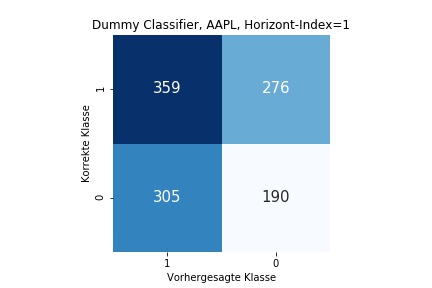 Dummy Classifier, AAPL, Horizont-Index=1
Korrekte Klasse
1
359 276
0
305 190
1 0
Vorhergesagte Klasse